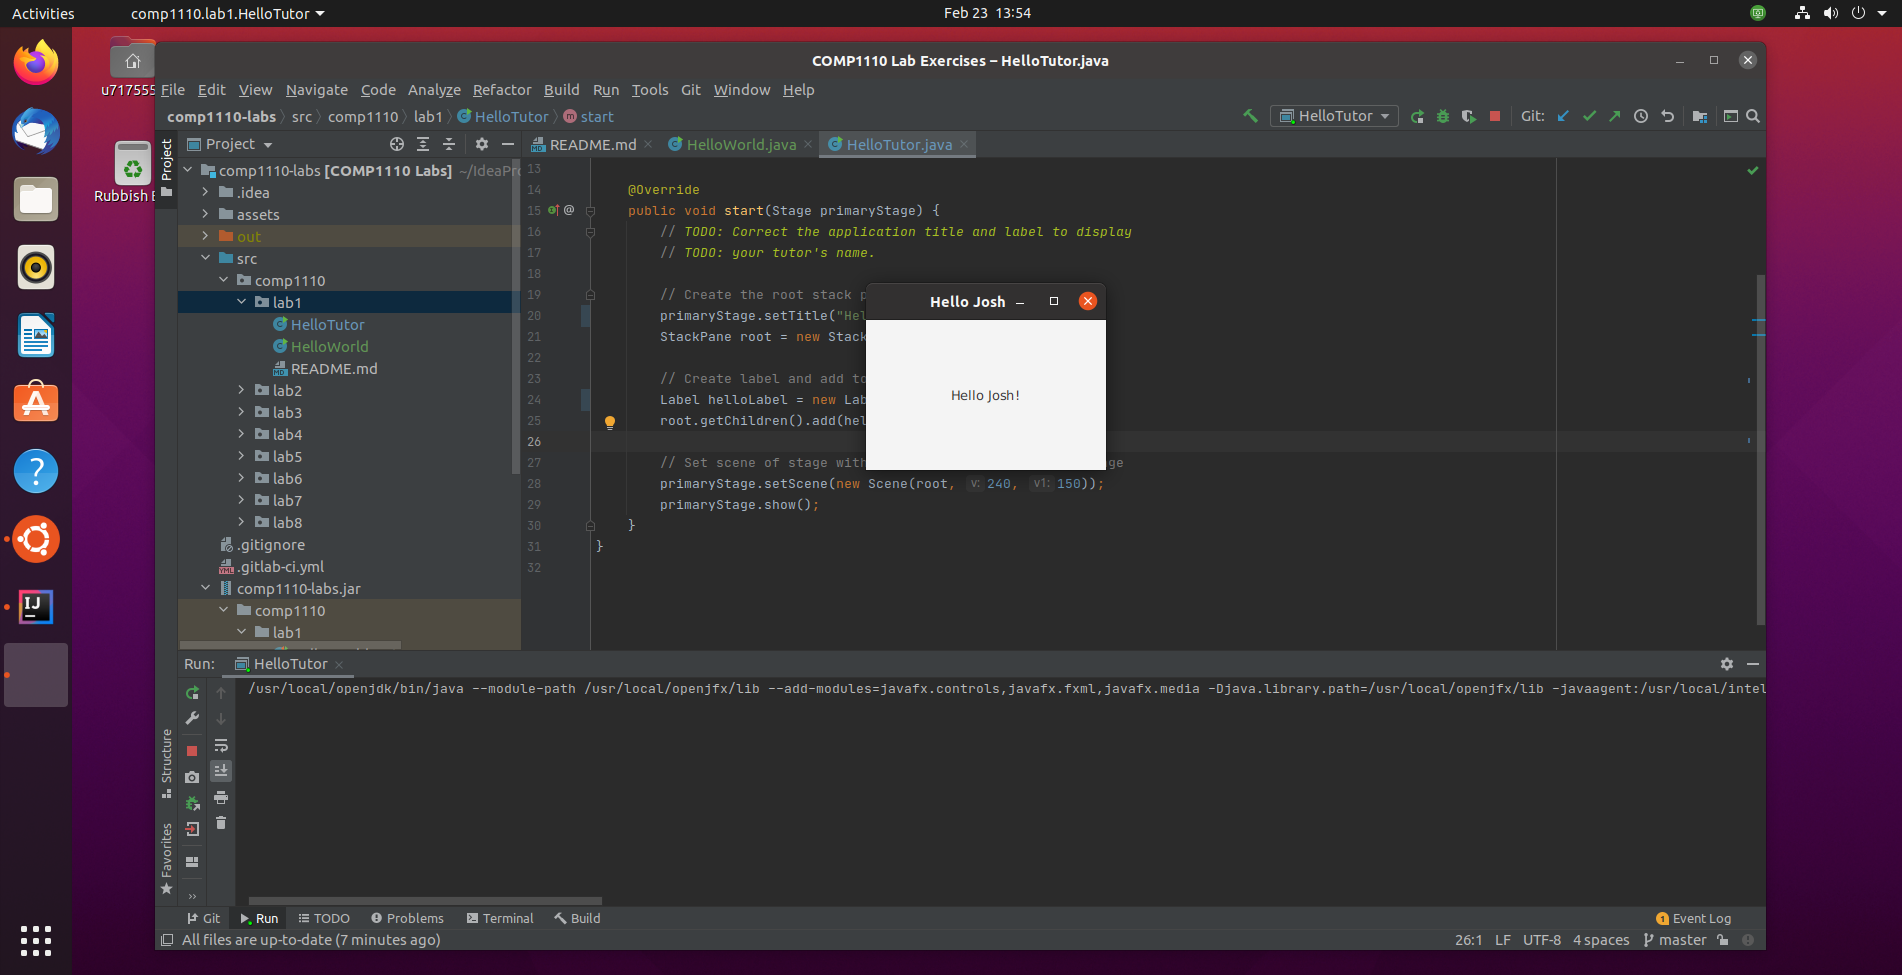 Activities
comp1110.lab1.HelloTutor
Feb 23 13:54
u717555
Rubbish
COMP1110 Lab Exercises – HelloTutor.java
File Edit View Navigate Code Analyze Refactor Build Run Tools Git Window Help
comp1110-labs src comp1110 lab1 HelloTutor start
HelloTutor
Git:
Project
Project
README.md
HelloWorld.java
HelloTutor.java
comp1110-labs [COMP1110 Labs] ~/IdeaPr
.idea
assets
out
src
comp1110
lab1
HelloTutor
HelloWorld
README.md
lab2
lab3
lab4
lab5
lab6
lab7
lab8
.gitignore
.gitlab-ci.yml
comp1110-labs.jar
comp1110
lab1
13
14 @Override
15 @ public void start(Stage primaryStage) {
16 // TODO: Correct the application title and label to display
17 // TODO: your tutor's name.
18
19 // Create the root stack p
20 primaryStage.setTitle("Hel
21 StackPane root = new Stack
22
23 // Create label and add to
24 Label helloLabel = new Lab
25 root.getChildren().add(hel
26
27 // Set scene of stage with ge
28 primaryStage.setScene(new Scene(root, v: 240, v1: 150));
29 primaryStage.show();
30 }
31 }
32
Hello Josh
Hello Josh!
Run: HelloTutor
/usr/local/openjdk/bin/java --module-path /usr/local/openjfx/lib --add-modules=javafx.controls,javafx.fxml,javafx.media -Djava.library.path=/usr/local/openjfx/lib -javaagent:/usr/local/intel
Structure
Favorites
Git Run TODO Problems Terminal Build
1 Event Log
All files are up-to-date (7 minutes ago)
26:1 LF UTF-8 4 spaces master